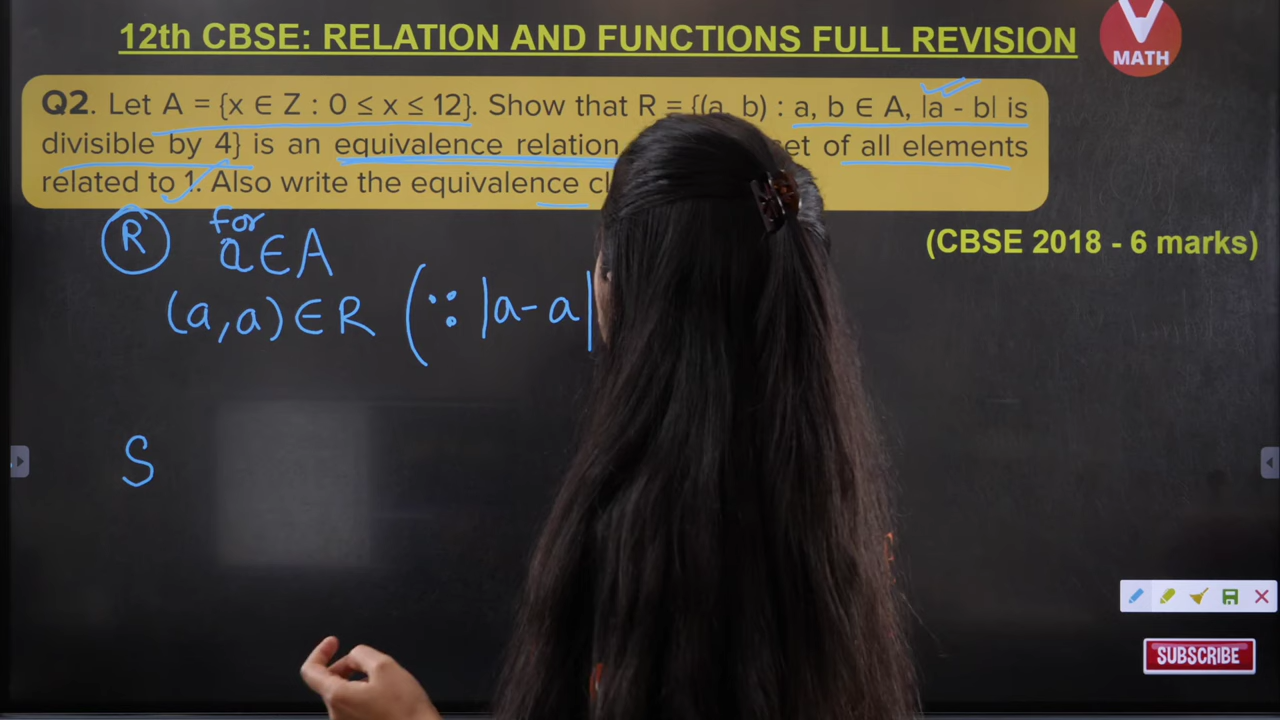 12th CBSE: RELATION AND FUNCTIONS FULL REVISION
V
MATH
Q2. Let A = {x ∈ Z : 0 ≤ x ≤ 12}. Show that R = {(a, b) : a, b ∈ A, |a - b| is
divisible by 4} is an equivalence relation et of all elements
related to 1. Also write the equivalence cl
(CBSE 2018 - 6 marks)
R for
a ∈ A
(a, a) ∈ R (∵ |a - a|
S
SUBSCRIBE